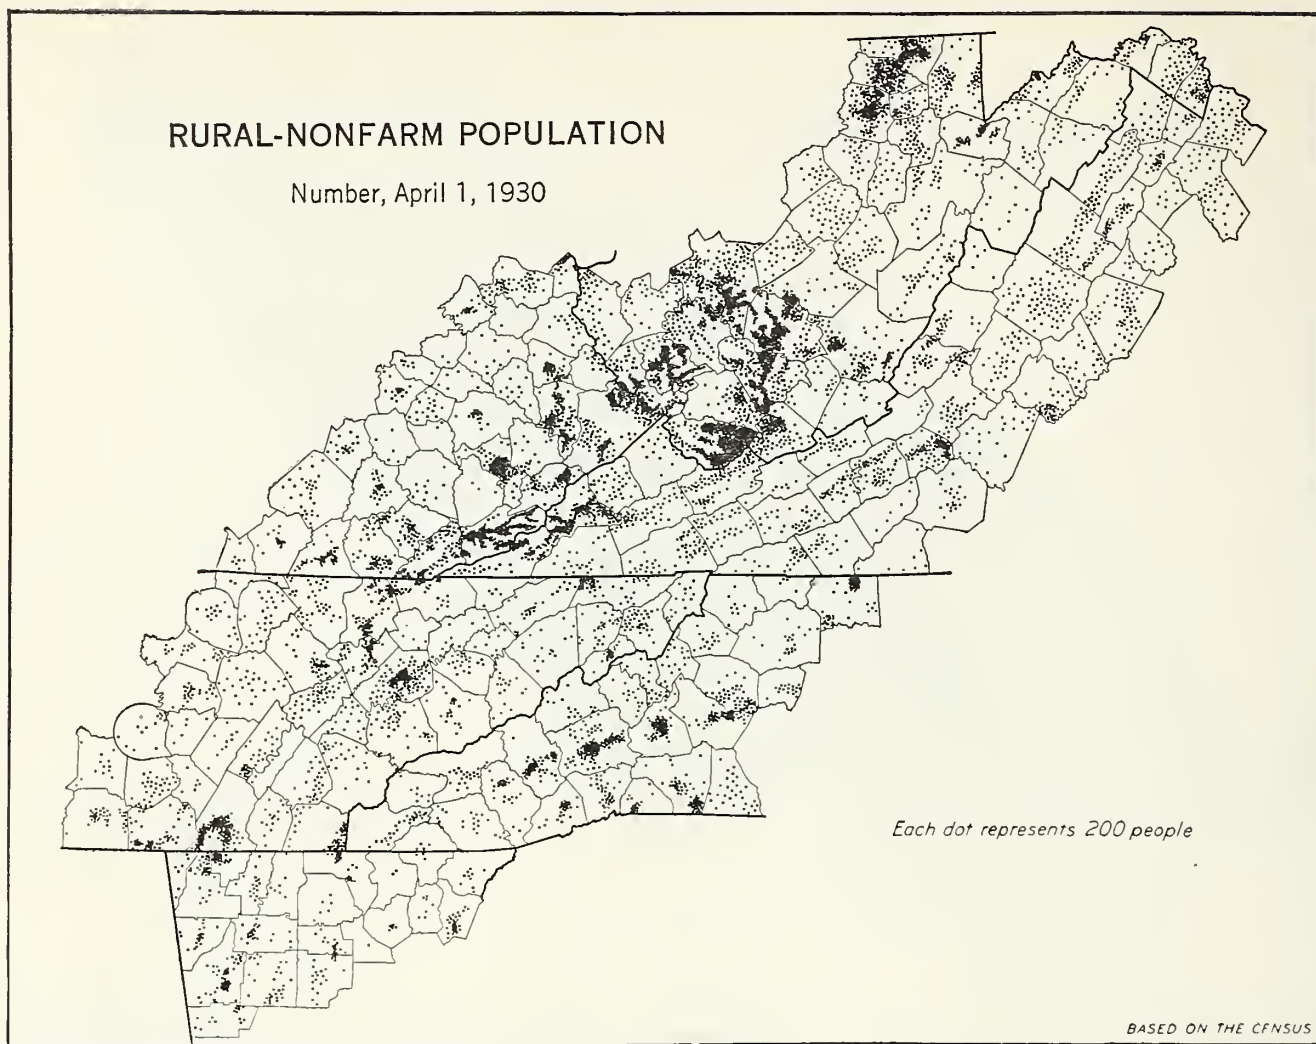 RURAL-NONFARM POPULATION
Number, April 1, 1930
Each dot represents 200 people
BASED ON THE CENSUS